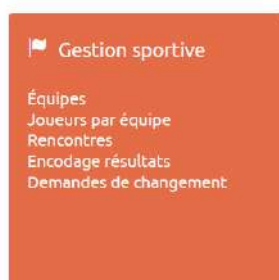 Gestion sportive
Équipes
Joueurs par équipe
Rencontres
Encodage résultats
Demandes de changement